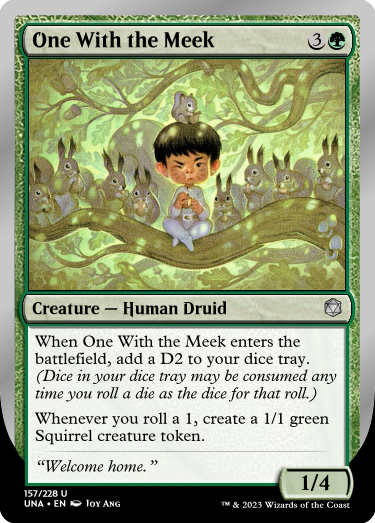 One With the Meek 3
Creature — Human Druid
When One With the Meek enters the
battlefield, add a D2 to your dice tray.
(Dice in your dice tray may be consumed any
time you roll a die as the dice for that roll.)
Whenever you roll a 1, create a 1/1 green
Squirrel creature token.
“Welcome home.”
1/4
157/228 U
UNA • EN Toy Ang
™ & 2023 Wizards of the Coast